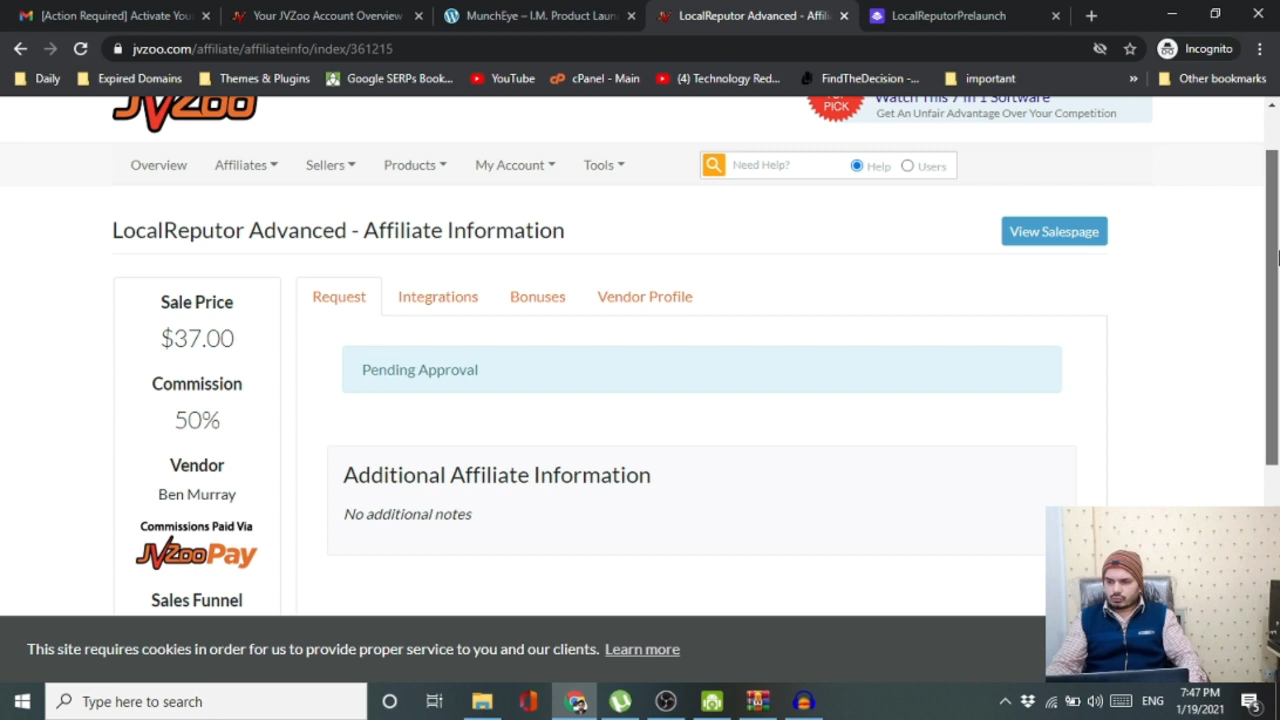 [Action Required] Activate You
Your JVZoo Account Overview
MunchEye – I.M. Product Laun
LocalReputor Advanced - Affili
LocalReputorPrelaunch
jvzoo.com/affiliate/affiliateinfo/index/361215
Incognito
Daily
Expired Domains
Themes & Plugins
Google SERPs Book...
YouTube
cP cPanel - Main
(4) Technology Red...
FindTheDecision -...
important
»
Other bookmarks
JVZoo
PICK
Watch This 7 In 1 Software
Get An Unfair Advantage Over Your Competition
Overview
Affiliates
Sellers
Products
My Account
Tools
Need Help?
Help
Users
LocalReputor Advanced - Affiliate Information
View Salespage
Sale Price
$37.00
Commission
50%
Vendor
Ben Murray
Commissions Paid Via
JVZooPay
Sales Funnel
Request
Integrations
Bonuses
Vendor Profile
Pending Approval
Additional Affiliate Information
No additional notes
This site requires cookies in order for us to provide proper service to you and our clients. Learn more
Type here to search
ENG
7:47 PM
1/19/2021
5